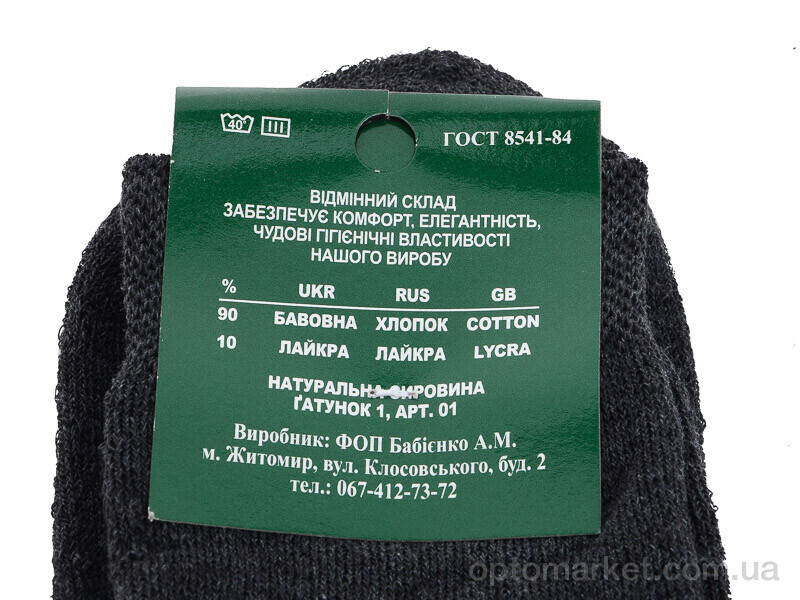 40°
ГОСТ 8541-84
ВІДМІННИЙ СКЛАД
ЗАБЕЗПЕЧУЄ КОМФОРТ, ЕЛЕГАНТНІСТЬ,
ЧУДОВІ ГІГІЄНІЧНІ ВЛАСТИВОСТІ
НАШОГО ВИРОБУ
% UKR RUS GB
90 БАВОВНА ХЛОПОК COTTON
10 ЛАЙКРА ЛАЙКРА LYCRA
НАТУРАЛЬНА СИРОВИНА
ҐАТУНОК 1, АРТ. 01
Виробник: ФОП Бабієнко А.М.
м. Житомир, вул. Клосовського, буд. 2
тел.: 067-412-73-72
optomarket.com.ua